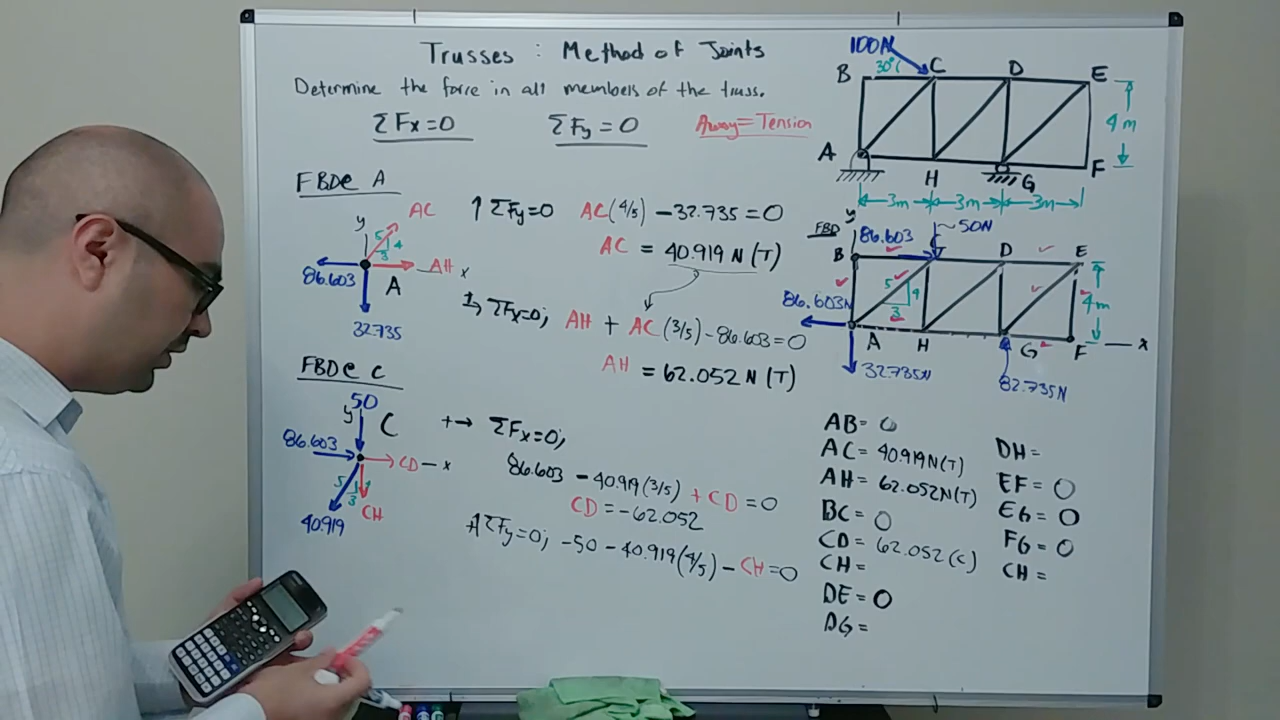 Trusses : Method of Joints
Determine the force in all members of the truss.
ΣFx=0 ΣFy=0 Away=Tension
FBD@ A
y
AC
5 4
3
AH x
86.603
A
32.735
↑ΣFy=0 AC(4/5) - 32.735 = 0
AC = 40.919 N (T)
ΣFx=0; AH + AC(3/5) - 86.603 = 0
AH = 62.052 N (T)
FBD@ C
50
y
C
86.603
CD x
5
3
CH
40.919
+→ ΣFx=0;
86.603 - 40.919(3/5) + CD = 0
CD = -62.052
ΣFy=0; -50 - 40.919(4/5) - CH = 0
100N
30°
B C D E
4m
A H G F
3m 3m 3m
y
FBD
86.603 50N
B D E
5 4
3
4m
86.603N
A H G F x
32.735N
82.735N
AB = 0
AC = 40.919N(T)
AH = 62.052N(T)
BC = 0
CD = 62.052(C)
CH =
DE = 0
DG =
DH =
EF = 0
EG = 0
FG = 0
CH =